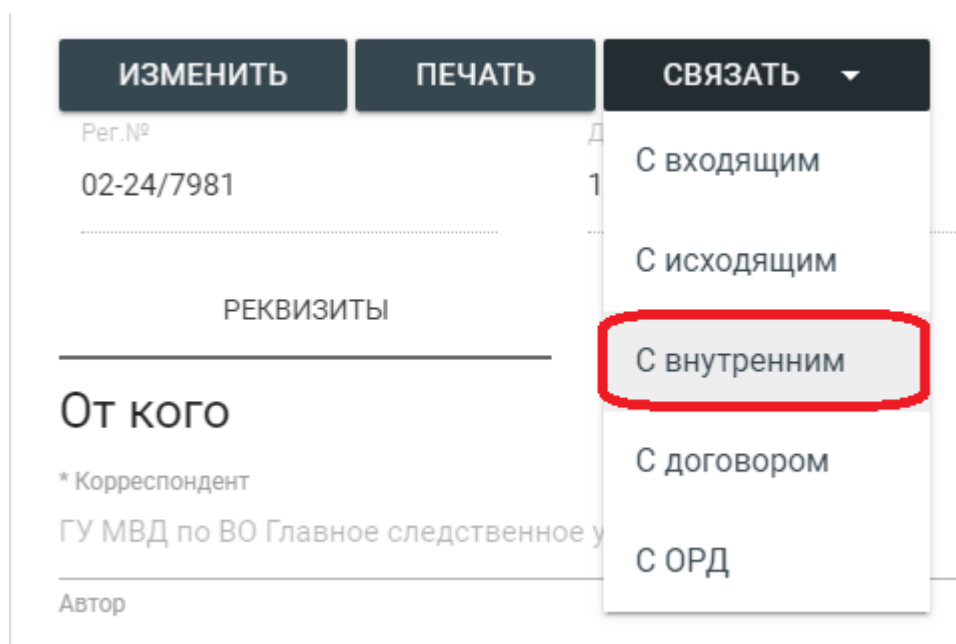 ИЗМЕНИТЬ ПЕЧАТЬ СВЯЗАТЬ
Рег.№
02-24/7981
С входящим
С исходящим
РЕКВИЗИТЫ
С внутренним
От кого
С договором
* Корреспондент
ГУ МВД по ВО Главное следственное
С ОРД
Автор